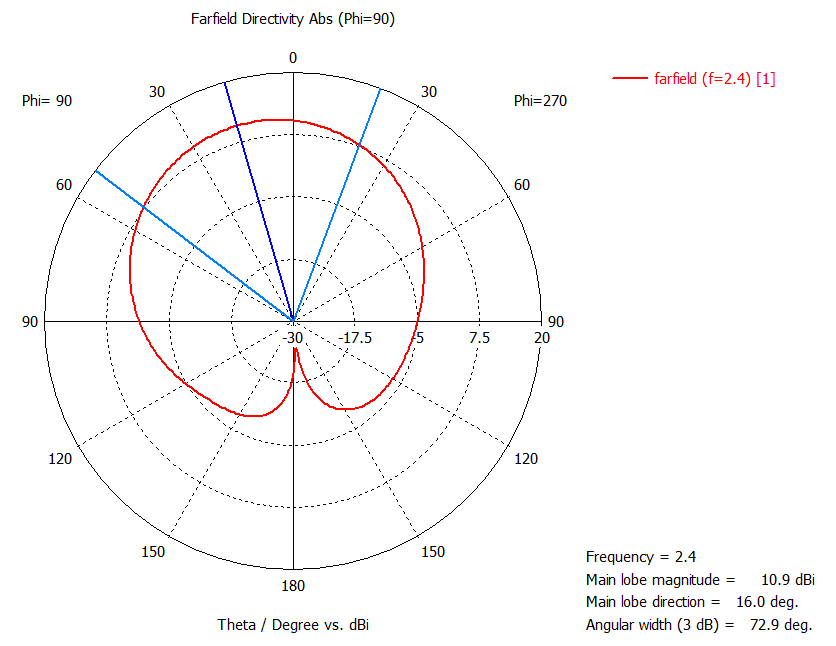 Farfield Directivity Abs (Phi=90)
farfield (f=2.4) [1]
Phi= 90
30
0
30
Phi=270
60
60
90
90
-30
-17.5
-5
7.5
20
120
120
150
150
180
Theta / Degree vs. dBi
Frequency = 2.4
Main lobe magnitude = 10.9 dBi
Main lobe direction = 16.0 deg.
Angular width (3 dB) = 72.9 deg.